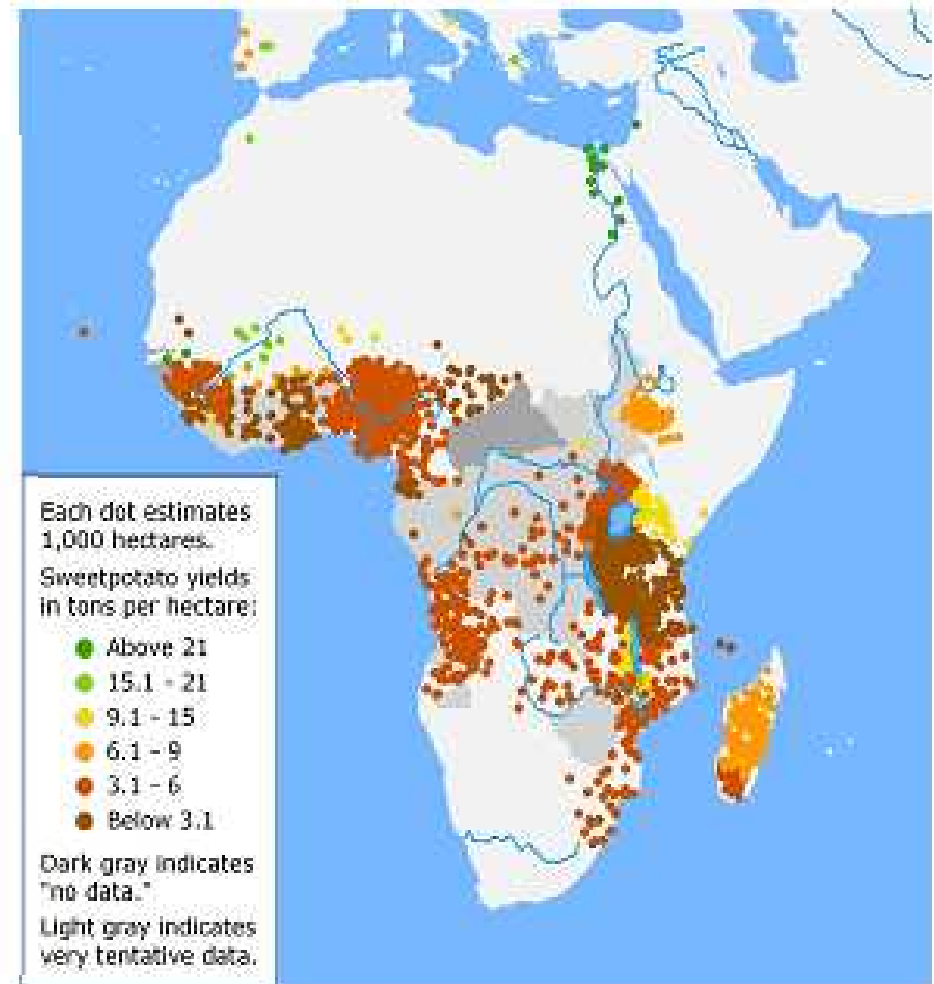 Each dot estimates
1,000 hectares.
Sweetpotato yields
in tons per hectare:
Above 21
15.1 - 21
9.1 - 15
6.1 - 9
3.1 - 6
Below 3.1
Dark gray indicates
"no data."
Light gray indicates
very tentative data.